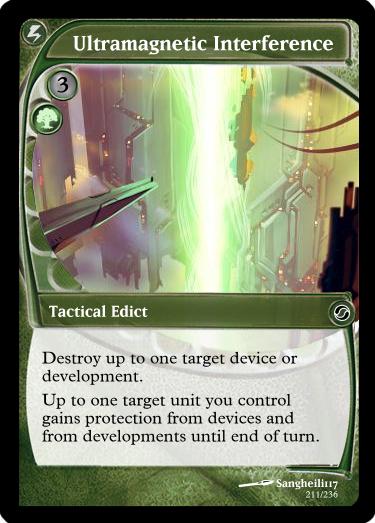 Ultramagnetic Interference
3
Tactical Edict
Destroy up to one target device or
development.
Up to one target unit you control
gains protection from devices and
from developments until end of turn.
Sangheili117
211/236